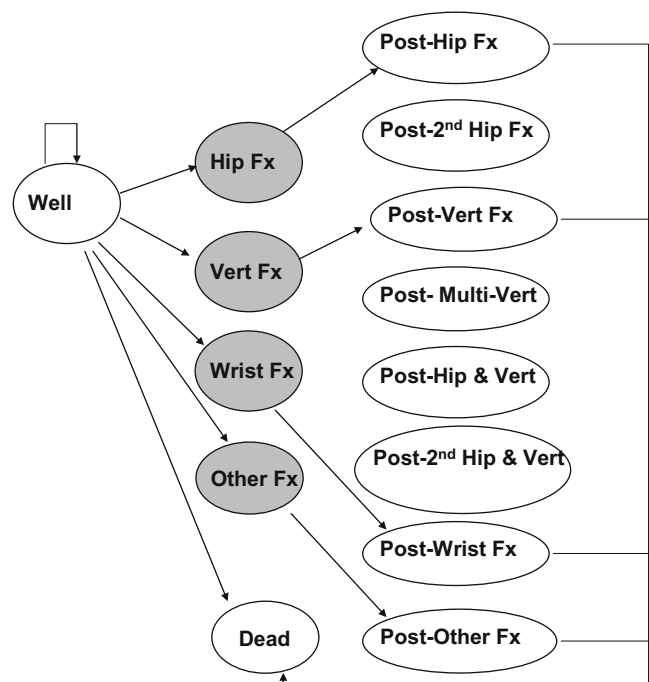 Post-Hip Fx
Post-2nd Hip Fx
Hip Fx
Well
Post-Vert Fx
Vert Fx
Post- Multi-Vert
Wrist Fx
Post-Hip & Vert
Post-2nd Hip & Vert
Other Fx
Post-Wrist Fx
Dead
Post-Other Fx